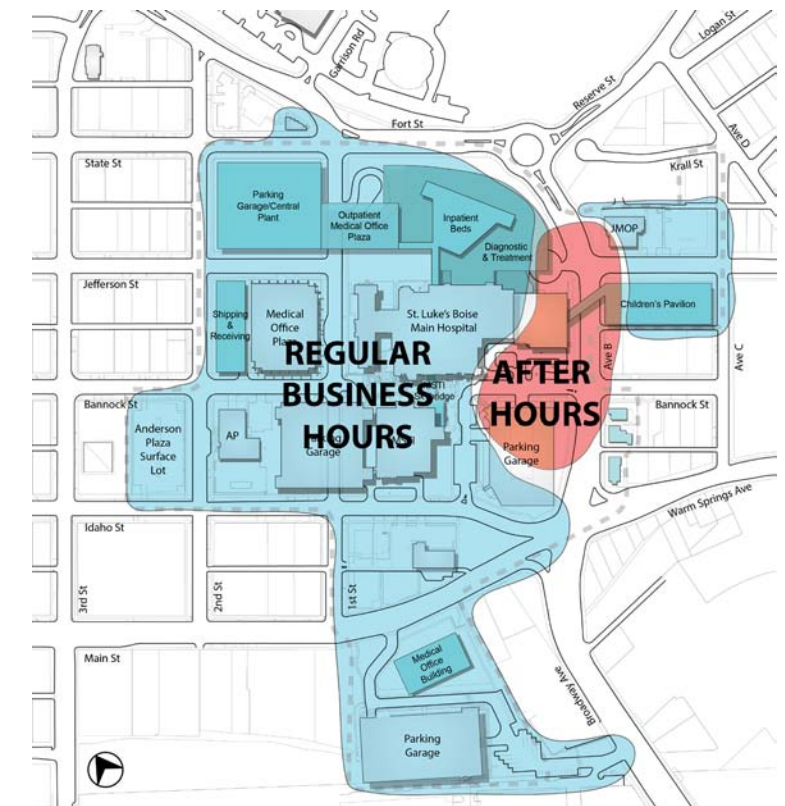 Garrison Rd
Logan St
Reserve St
Ave D
Fort St
State St
Krall St
Parking
Garage/Central
Plant
Outpatient
Medical Office
Plaza
Inpatient
Beds
Diagnostic
& Treatment
JMOP
Jefferson St
Children's Pavilion
Shipping
&
Receiving
Medical
Office
Plaza
St. Luke's Boise
Main Hospital
REGULAR
BUSINESS
HOURS
AFTER
HOURS
Ave B
Ave C
Bannock St
Bannock St
Anderson
Plaza
Surface
Lot
AP
Garage
Parking
Garage
Warm Springs Ave
Idaho St
3rd St
2nd St
1st St
Main St
Medical
Office
Building
Broadway Ave
Parking
Garage